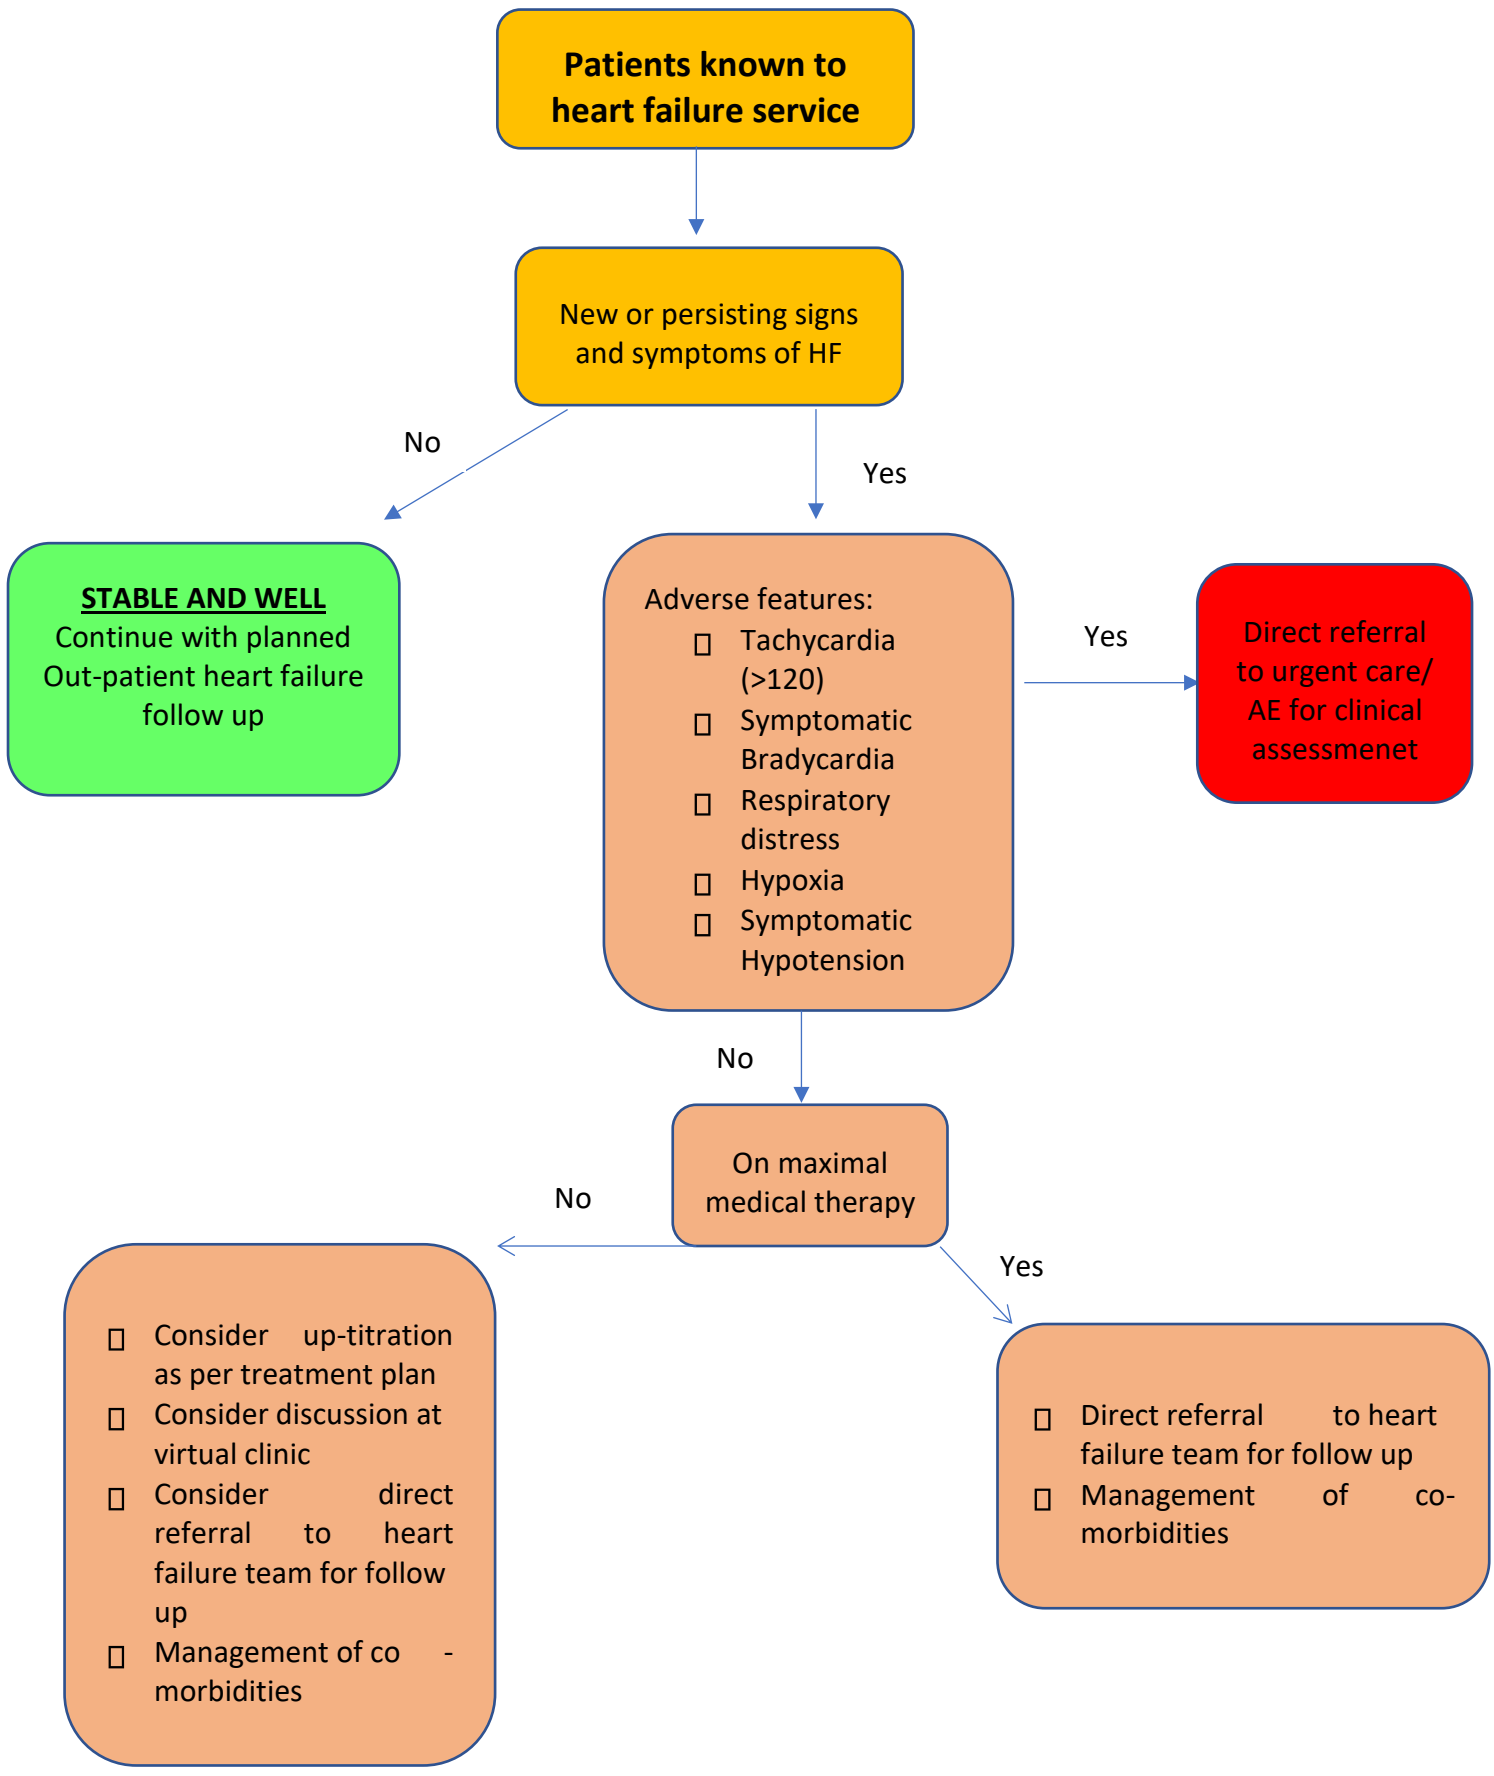 Patients known to
heart failure service
New or persisting signs
and symptoms of HF
No
Yes
STABLE AND WELL
Continue with planned
Out-patient heart failure
follow up
Adverse features:
Tachycardia
(>120)
Symptomatic
Bradycardia
Respiratory
distress
Hypoxia
Symptomatic
Hypotension
Yes
Direct referral
to urgent care/
AE for clinical
assessmenet
No
On maximal
medical therapy
No
Yes
Consider up-titration
as per treatment plan
Consider discussion at
virtual clinic
Consider direct
referral to heart
failure team for follow
up
Management of co -
morbidities
Direct referral to heart
failure team for follow up
Management of co-
morbidities